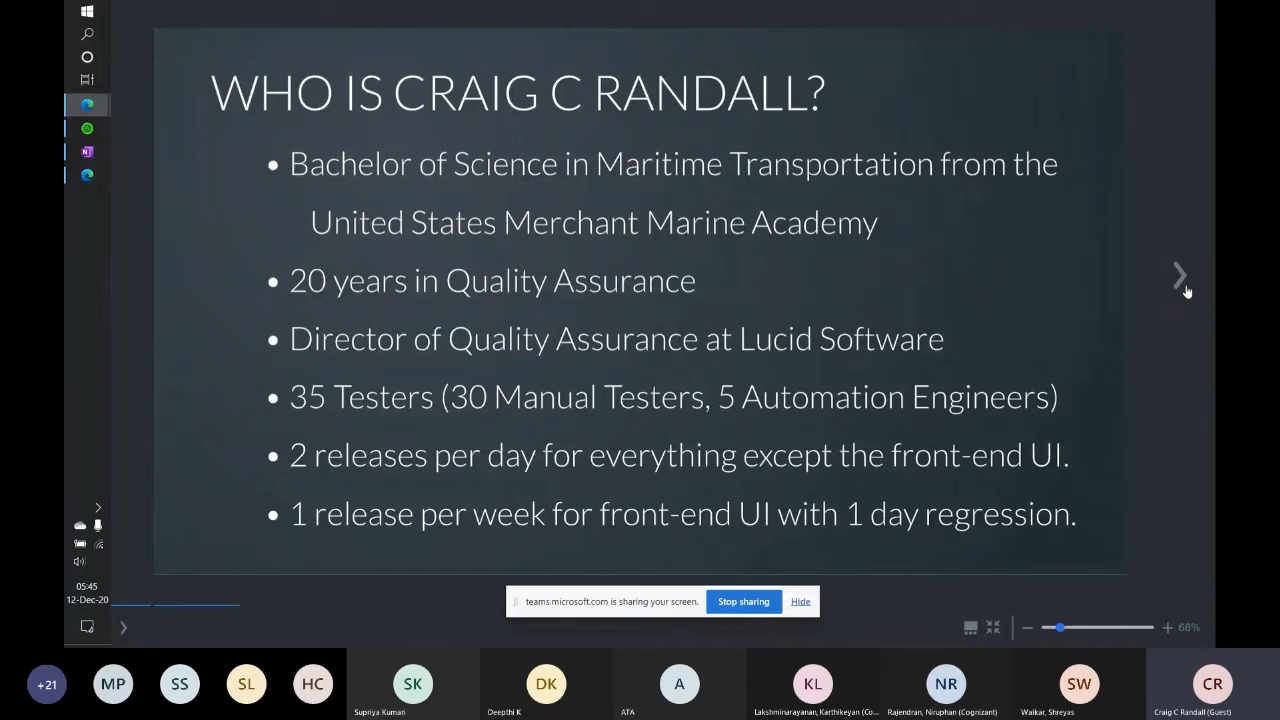 WHO IS CRAIG C RANDALL?
• Bachelor of Science in Maritime Transportation from the
United States Merchant Marine Academy
• 20 years in Quality Assurance
• Director of Quality Assurance at Lucid Software
• 35 Testers (30 Manual Testers, 5 Automation Engineers)
• 2 releases per day for everything except the front-end UI.
• 1 release per week for front-end UI with 1 day regression.
05:45
12-Dec-20
teams.microsoft.com is sharing your screen. Stop sharing Hide
68%
+21 MP SS SL HC SK DK A KL NR SW CR
Supriya Kumari Deepthi K ATA Lakshminarayanan, Karthikeyan (Co... Rajendran, Niruphan (Cognizant) Waikar, Shreyas Craig C Randall (Guest)